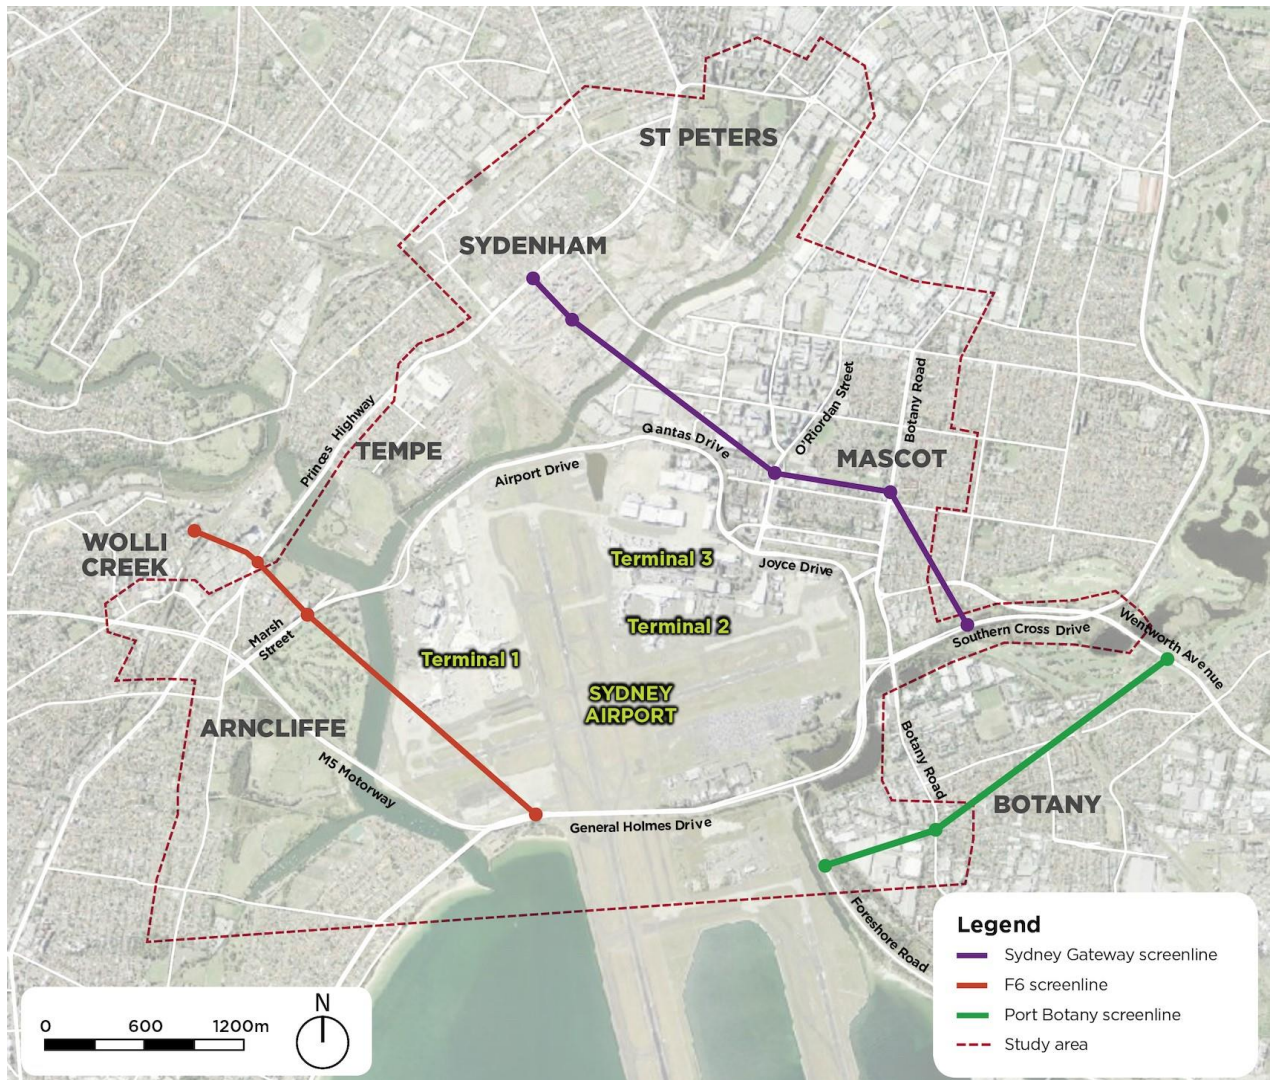 ST PETERS
SYDENHAM
Princes Highway
TEMPE
Qantas Drive
O'Riordan Street
Botany Road
MASCOT
Airport Drive
WOLLI
CREEK
Terminal 3
Joyce Drive
Marsh
Street
Terminal 2
Terminal 1
Southern Cross Drive
Wentworth Avenue
SYDNEY
AIRPORT
ARNCLIFFE
M5 Motorway
Botany Road
BOTANY
General Holmes Drive
Foreshore Road
Legend
Sydney Gateway screenline
F6 screenline
Port Botany screenline
Study area
0 600 1200m
N